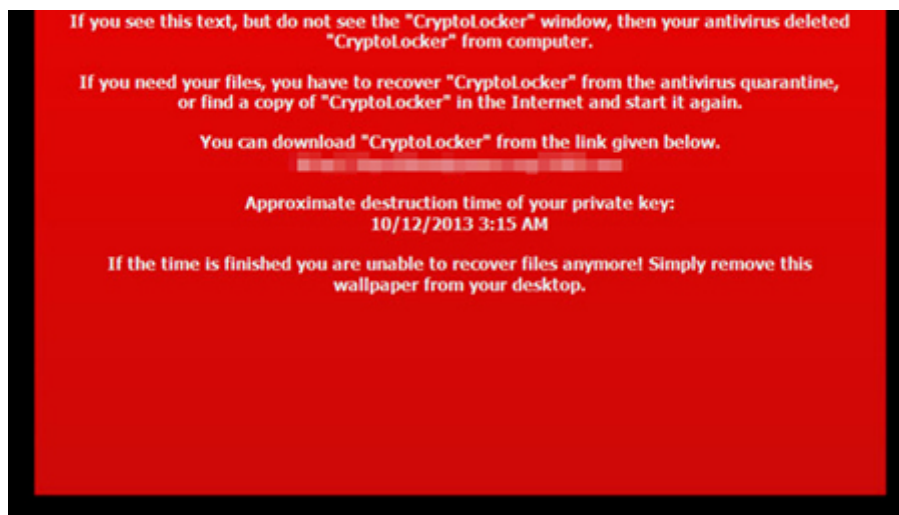 If you see this text, but do not see the "CryptoLocker" window, then your antivirus deleted
"CryptoLocker" from computer.
If you need your files, you have to recover "CryptoLocker" from the antivirus quarantine,
or find a copy of "CryptoLocker" in the Internet and start it again.
You can download "CryptoLocker" from the link given below.
Approximate destruction time of your private key:
10/12/2013 3:15 AM
If the time is finished you are unable to recover files anymore! Simply remove this
wallpaper from your desktop.